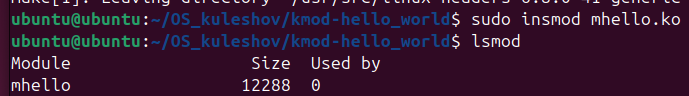 ubuntu@ubuntu:~/OS_kuleshov/kmod-hello_world$ sudo insmod mhello.ko
ubuntu@ubuntu:~/OS_kuleshov/kmod-hello_world$ lsmod
Module                  Size  Used by
mhello                 12288  0